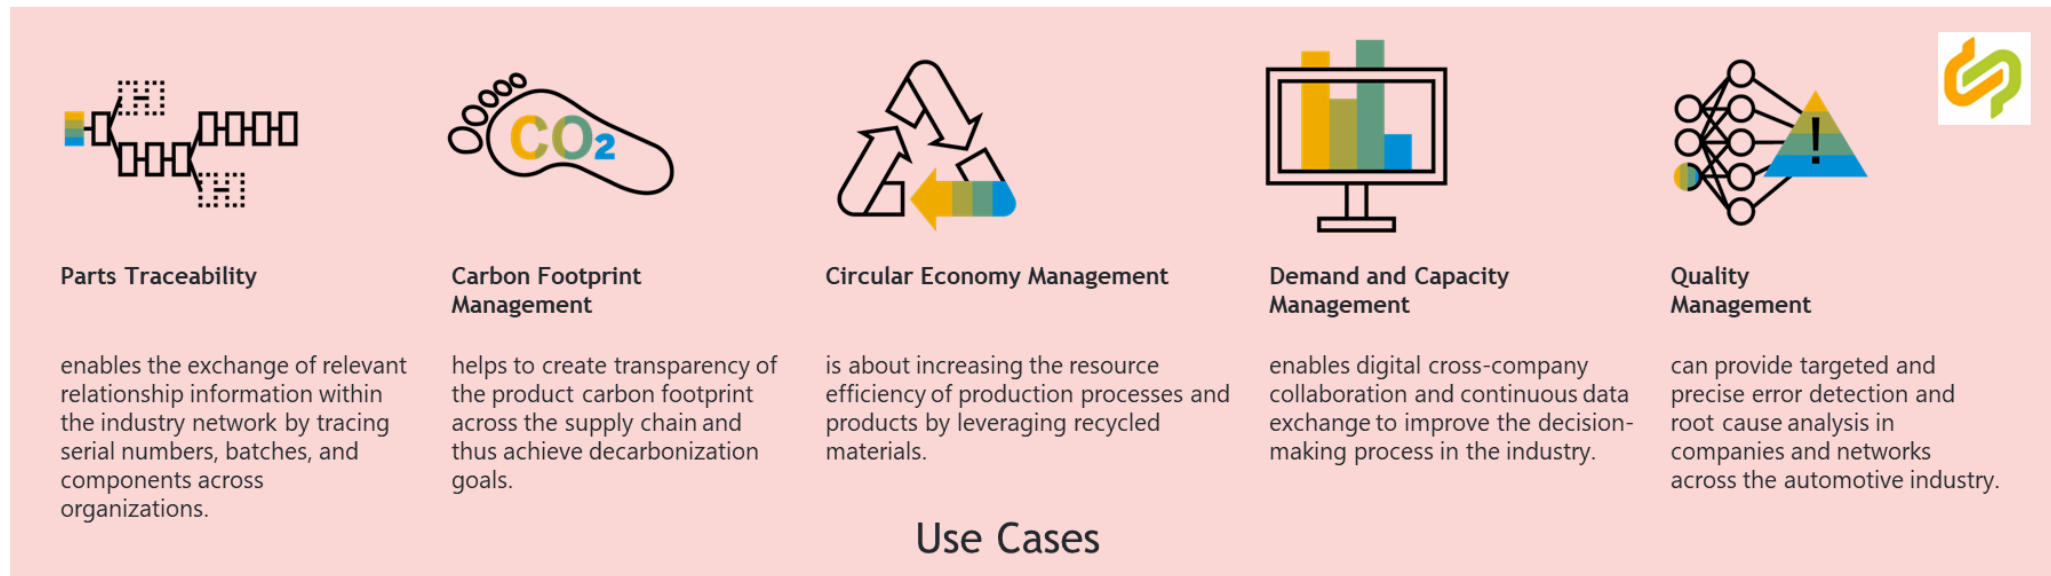 CO2
!
Parts Traceability
enables the exchange of relevant
relationship information within
the industry network by tracing
serial numbers, batches, and
components across
organizations.
Carbon Footprint
Management
helps to create transparency of
the product carbon footprint
across the supply chain and
thus achieve decarbonization
goals.
Circular Economy Management
is about increasing the resource
efficiency of production processes and
products by leveraging recycled
materials.
Demand and Capacity
Management
enables digital cross-company
collaboration and continuous data
exchange to improve the decision-
making process in the industry.
Quality
Management
can provide targeted and
precise error detection and
root cause analysis in
companies and networks
across the automotive industry.
Use Cases